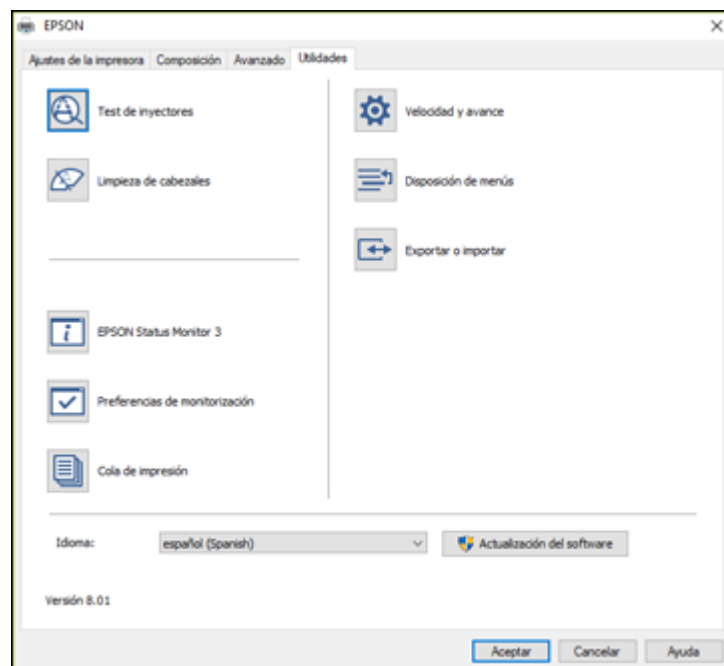 EPSON
Ajustes de la impresora Composición Avanzado Utilidades
Test de inyectores
Limpieza de cabezales
EPSON Status Monitor 3
Preferencias de monitorización
Cola de impresión
Velocidad y avance
Disposición de menús
Exportar o importar
Idioma: español (Spanish) Actualización del software
Versión 8.01
Aceptar Cancelar Ayuda